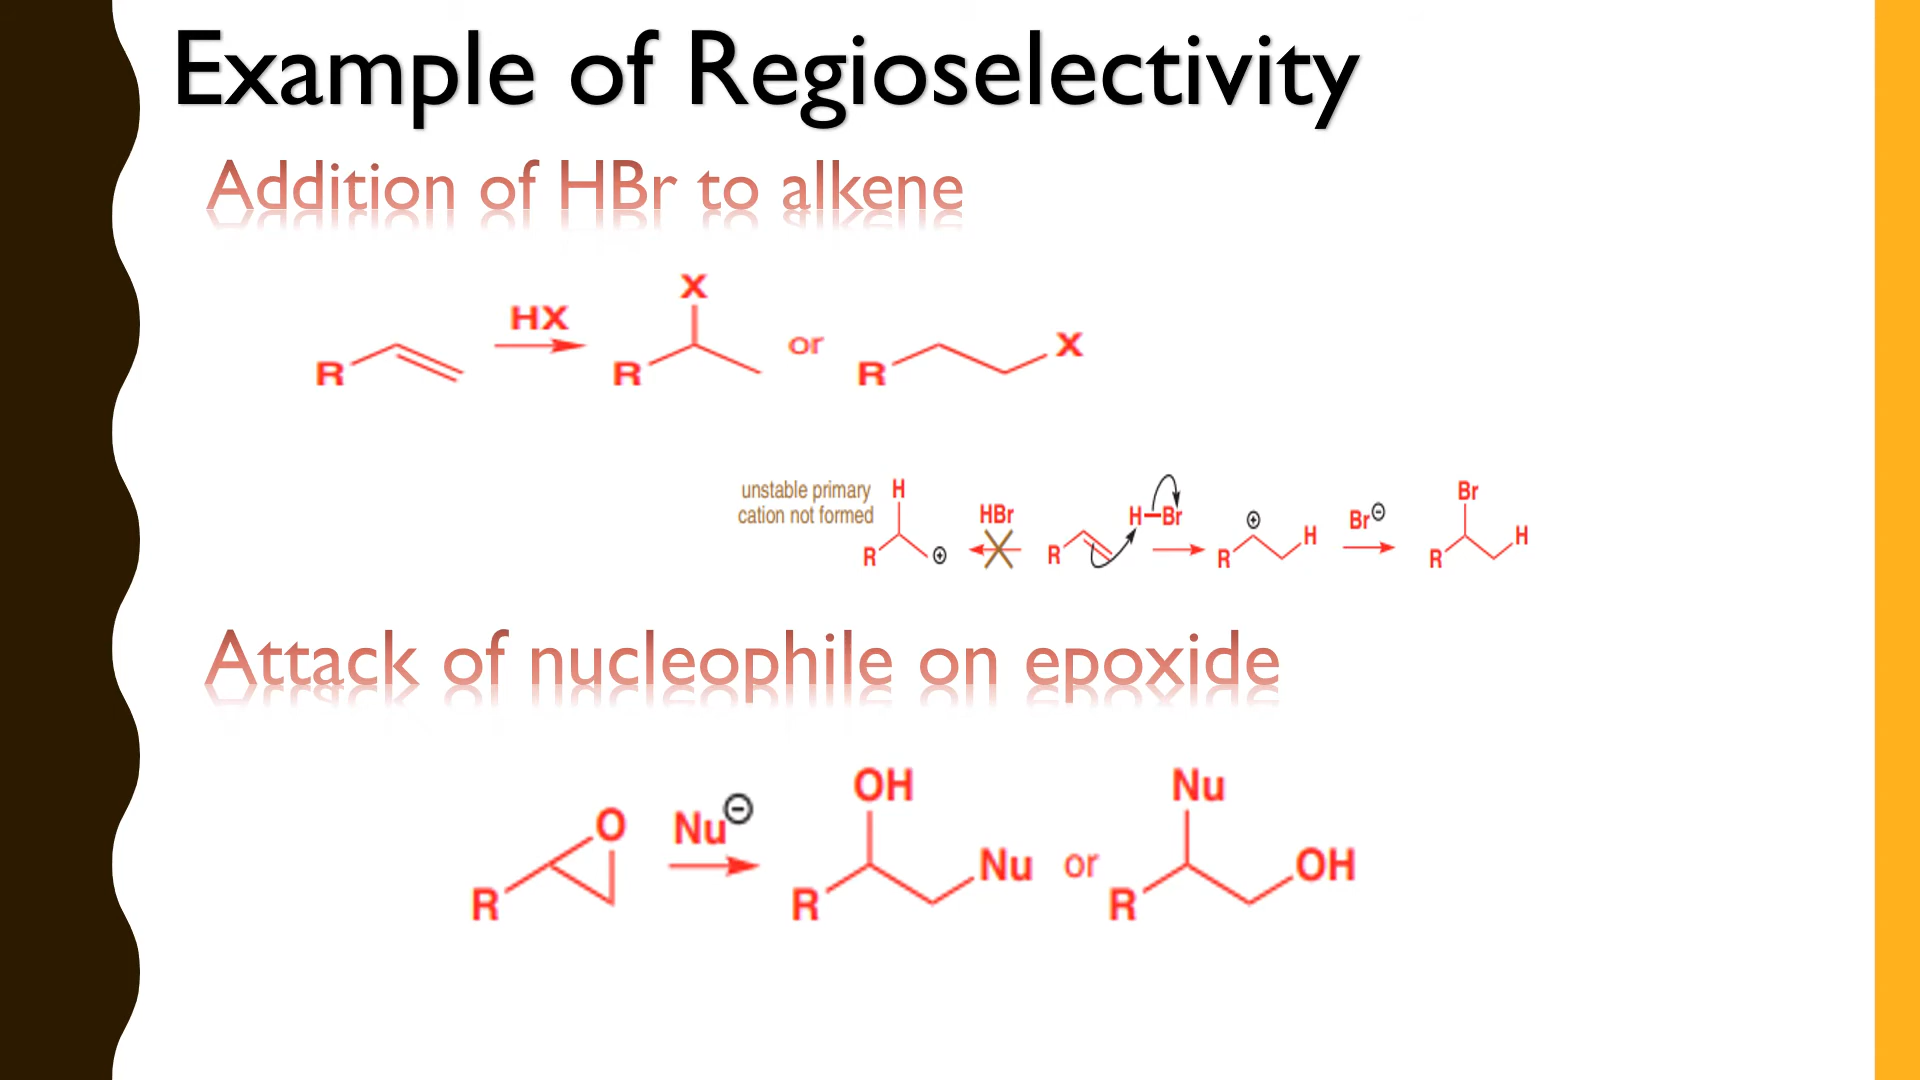 Example of Regioselectivity
Addition of HBr to alkene
X
HX
R
R
or
R
X
unstable primary
cation not formed
H
R
⊕
HBr
R
H–Br
⊕
R
H
Br⊖
Br
R
H
Attack of nucleophile on epoxide
R
O
Nu⊖
OH
R
Nu
or
Nu
R
OH